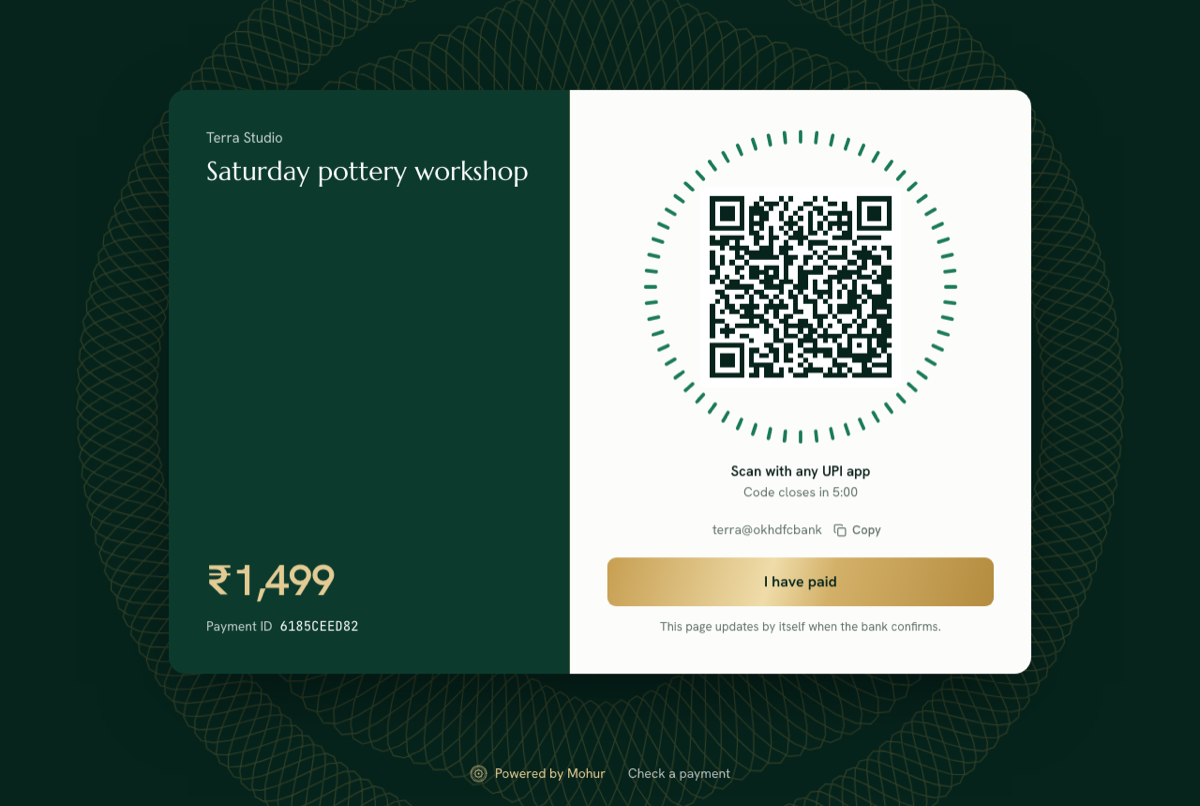 Terra Studio
Saturday pottery workshop
₹1,499
Payment ID 6185CEED82
Scan with any UPI app
Code closes in 5:00
terra@okhdfcbank Copy
I have paid
This page updates by itself when the bank confirms.
Powered by Mohur Check a payment